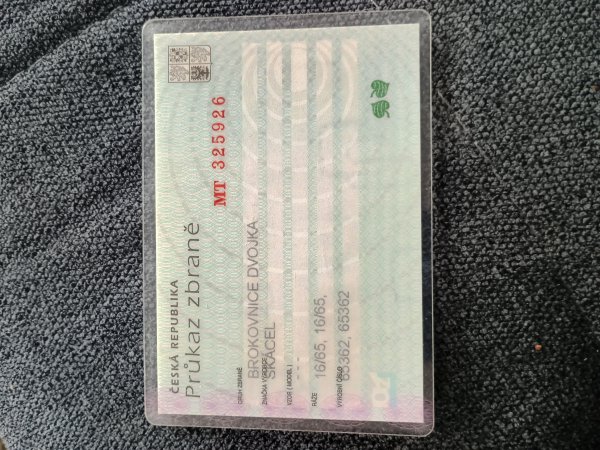 ČESKÁ REPUBLIKA
Průkaz zbraně
MT 325926
DRUH ZBRANĚ
BROKOVNICE DVOJKA
ZNAČKA VÝROBCE
SKACEL
VZOR ( MODEL )
- - -
RÁŽE
16/65, 16/65,
VÝROBNÍ ČÍSLO
65362, 65362